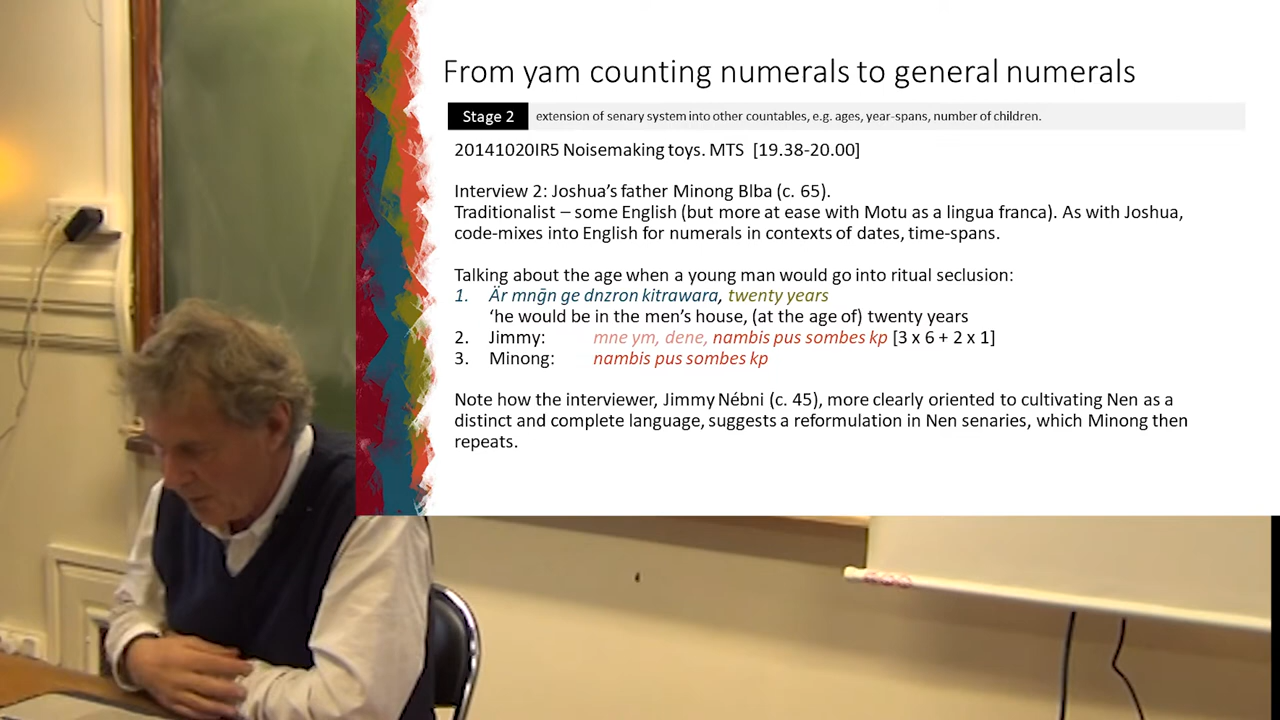 From yam counting numerals to general numerals
Stage 2 extension of senary system into other countables, e.g. ages, year-spans, number of children.
20141020IR5 Noisemaking toys. MTS [19.38-20.00]
Interview 2: Joshua's father Minong Blba (c. 65).
Traditionalist – some English (but more at ease with Motu as a lingua franca). As with Joshua,
code-mixes into English for numerals in contexts of dates, time-spans.
Talking about the age when a young man would go into ritual seclusion:
1. Är mnḡn ge dnzron kitrawara, twenty years
'he would be in the men's house, (at the age of) twenty years
2. Jimmy: mne ym, dene, nambis pus sombes kp [3 x 6 + 2 x 1]
3. Minong: nambis pus sombes kp
Note how the interviewer, Jimmy Nébni (c. 45), more clearly oriented to cultivating Nen as a
distinct and complete language, suggests a reformulation in Nen senaries, which Minong then
repeats.